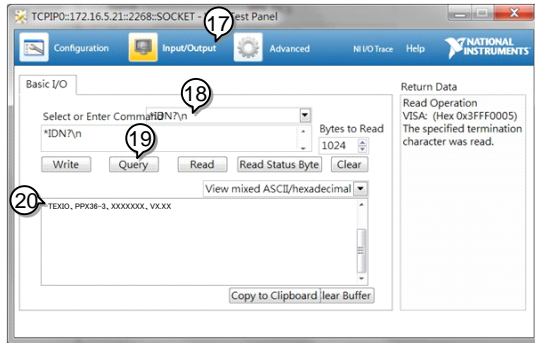 TCPIP0::172.16.5.21::2268::SOCKET - 17 Test Panel
Configuration Input/Output Advanced NI I/O Trace Help NATIONAL INSTRUMENTS
Basic I/O
Return Data
18
Select or Enter Command *IDN?\n
*IDN?\n
19
Bytes to Read
1024
Write Query Read Read Status Byte Clear
View mixed ASCII/hexadecimal
20
TEXIO、PPX36-3、XXXXXXX、VX.XX
Copy to Clipboard lear Buffer
Read Operation
VISA: (Hex 0x3FFF0005)
The specified termination
character was read.